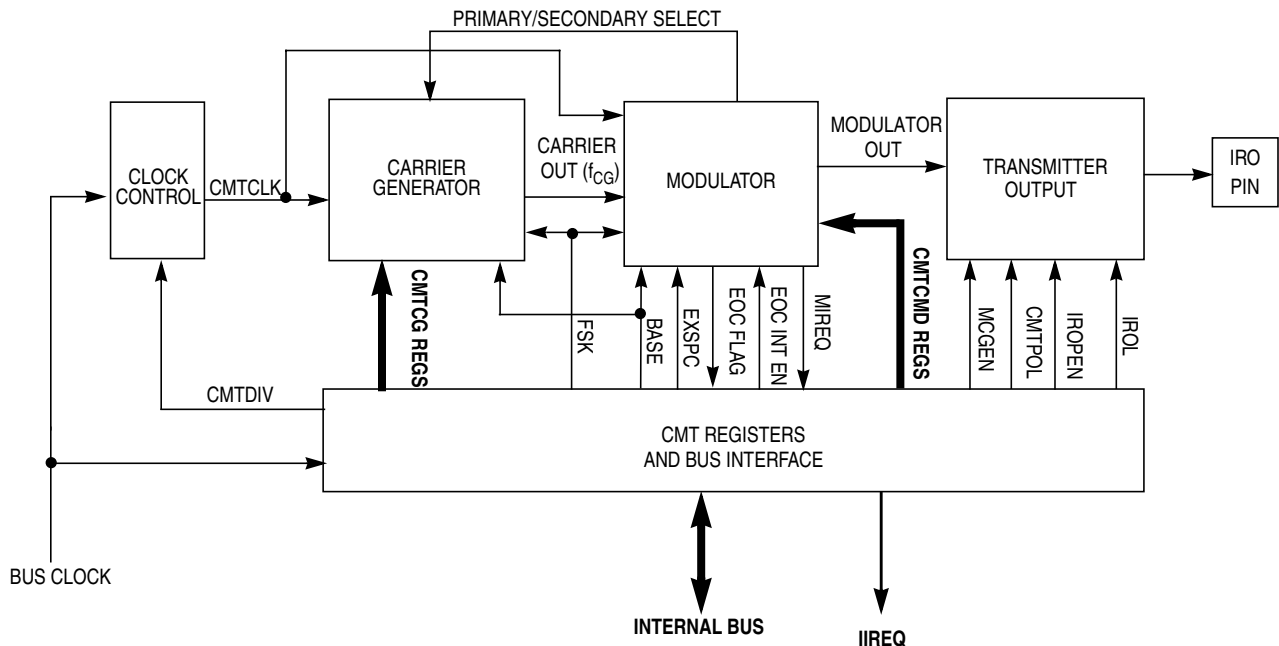 PRIMARY/SECONDARY SELECT
CLOCK
CONTROL
CMTCLK
CARRIER
GENERATOR
CARRIER
OUT (fCG)
MODULATOR
MODULATOR
OUT
TRANSMITTER
OUTPUT
IRO
PIN
CMTCG REGS
FSK
BASE
EXSPC
EOC FLAG
EOC INT EN
MIREQ
CMTCMD REGS
MCGEN
CMTPOL
IROPEN
IROL
CMTDIV
CMT REGISTERS
AND BUS INTERFACE
BUS CLOCK
INTERNAL BUS
IIREQ